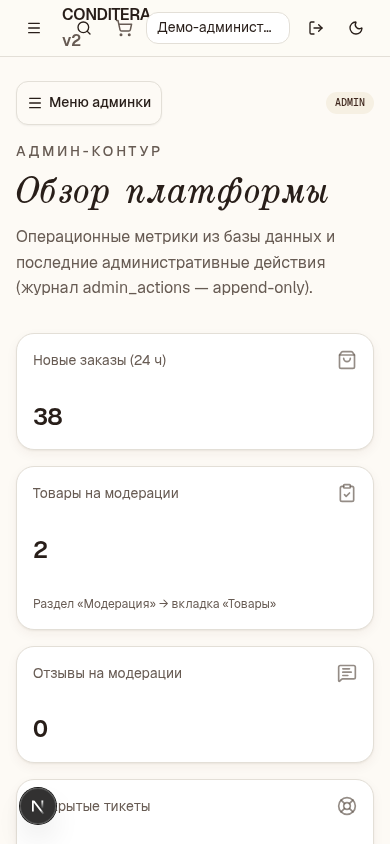 CONDITERA
v2
Демо-админист…
Меню админки
ADMIN
АДМИН-КОНТУР
Обзор платформы
Операционные метрики из базы данных и
последние административные действия
(журнал admin_actions — append-only).
Новые заказы (24 ч)
38
Товары на модерации
2
Раздел «Модерация» → вкладка «Товары»
Отзывы на модерации
0
рытые тикеты
N